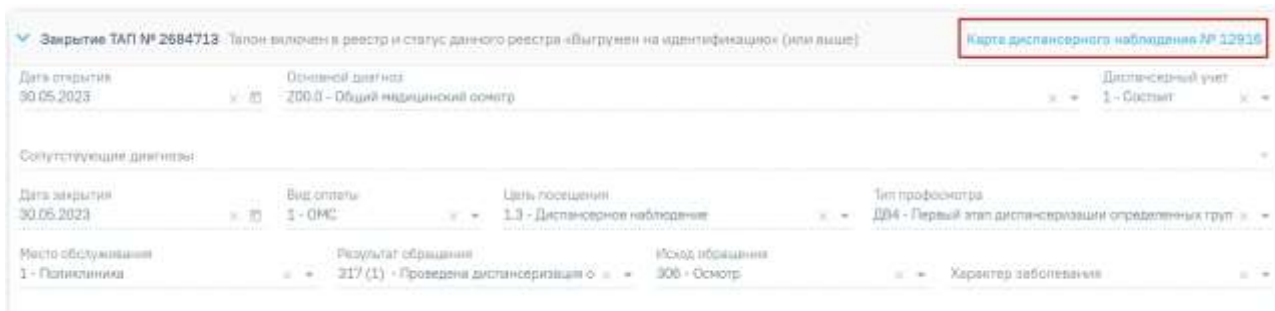 Закрытие ТАП № 2684713 Талон включен в реестр и статус данного реестра «Выгружен на идентификацию» (или выше) Карта диспансерного наблюдения № 12916
Дата открытия Основной диагноз Диспансерный учет
30.05.2023 Z00.0 - Общий медицинский осмотр 1 - Состоит
Сопутствующие диагнозы
Дата закрытия Вид оплаты Цель посещения Тип профосмотра
30.05.2023 1 - ОМС 1.3 - Диспансерное наблюдение ДВ4 - Первый этап диспансеризации определенных груп
Место обслуживания Результат обращения Исход обращения
1 - Поликлиника 317 (1) - Проведена диспансеризация о 306 - Осмотр Характер заболевания